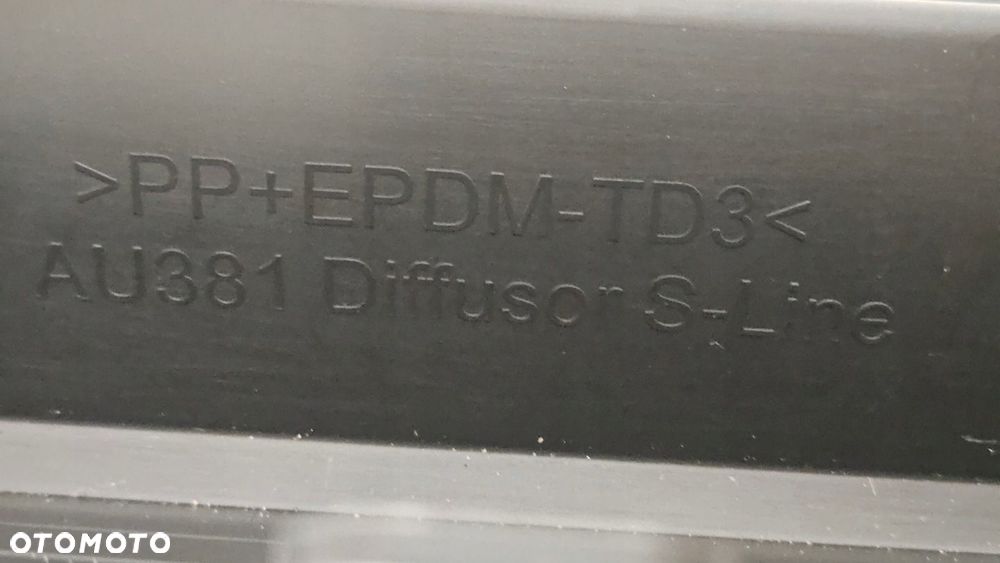 >PP+EPDM-TD3<
AU381 Diffusor S-Line
OTOMOTO